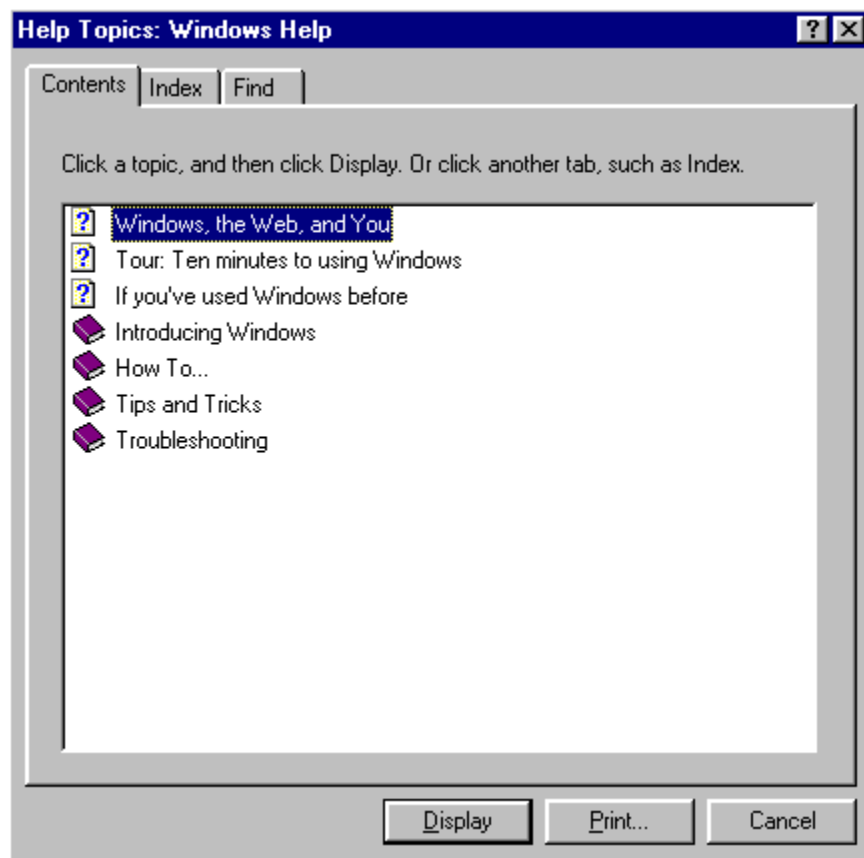 Help Topics: Windows Help
Contents Index Find
Click a topic, and then click Display. Or click another tab, such as Index.
Windows, the Web, and You
Tour: Ten minutes to using Windows
If you've used Windows before
Introducing Windows
How To...
Tips and Tricks
Troubleshooting
Display Print... Cancel